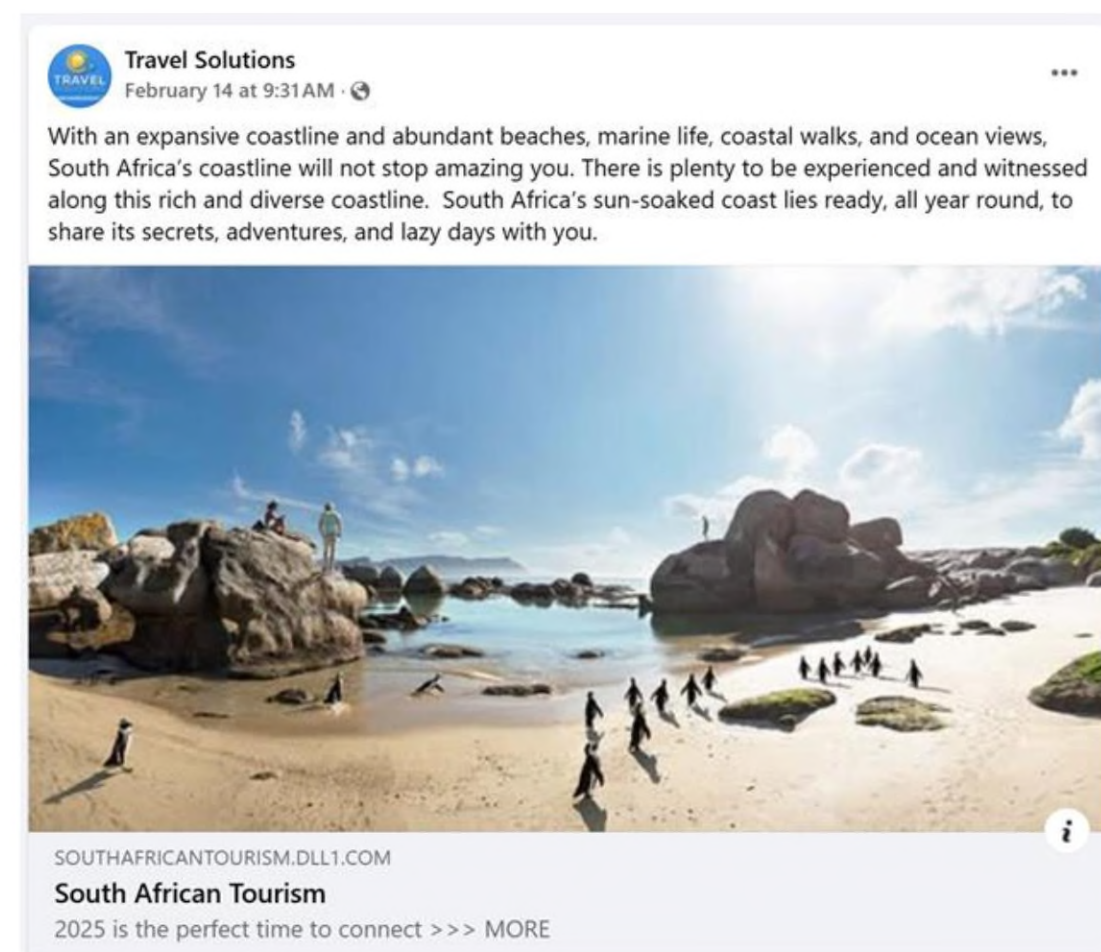 TRAVEL
Travel Solutions
February 14 at 9:31 AM ·
With an expansive coastline and abundant beaches, marine life, coastal walks, and ocean views,
South Africa's coastline will not stop amazing you. There is plenty to be experienced and witnessed
along this rich and diverse coastline. South Africa's sun-soaked coast lies ready, all year round, to
share its secrets, adventures, and lazy days with you.
i
SOUTHAFRICANTOURISM.DLL1.COM
South African Tourism
2025 is the perfect time to connect >>> MORE